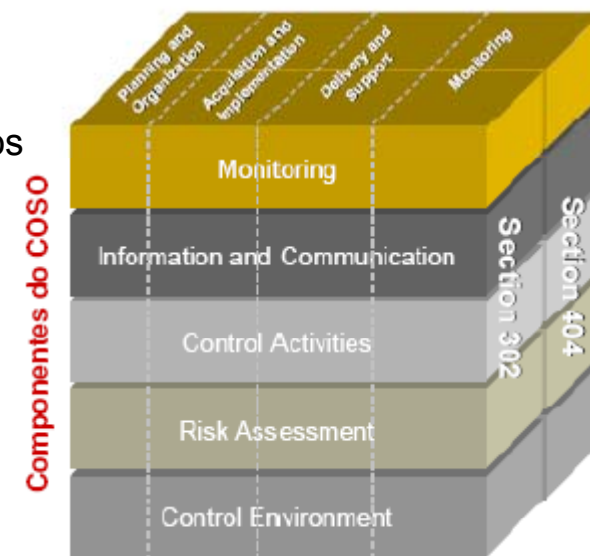 Planning and
Organization
Acquisition and
Implementation
Delivery and
Support
Monitoring
os
Monitoring
Information and Communication
Control Activities
Risk Assessment
Control Environment
Componentes do COSO
Section 302
Section 404